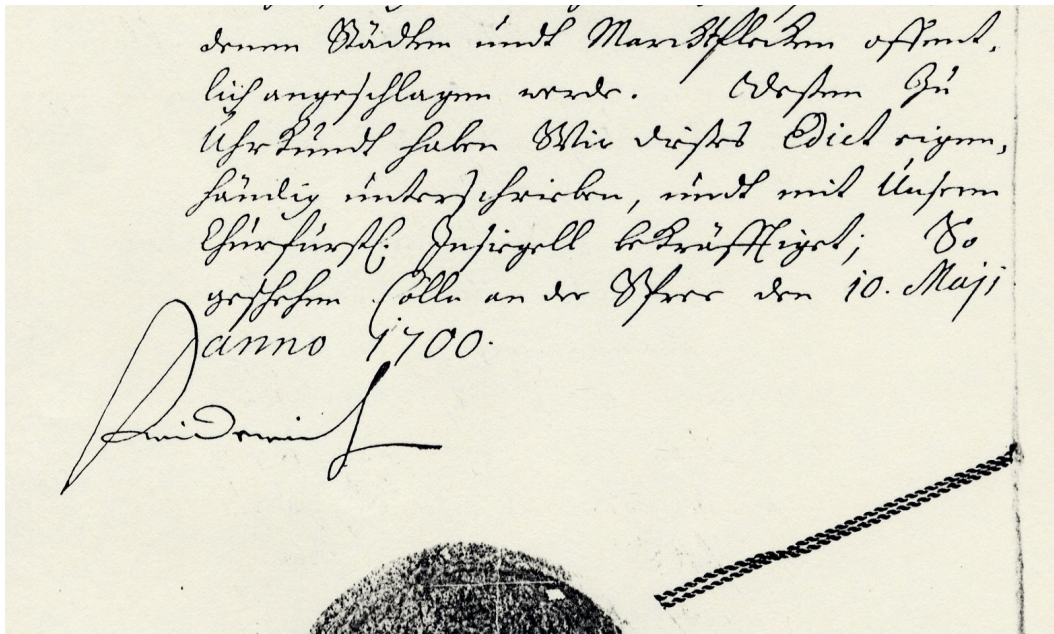 denen Städten undt Marcktflecken offent,
lich angeschlagen werde. Deßen Zu
Uhrkundt haben Wir dießes Edict eigen,
händig unterschrieben, undt mit Unserm
Churfürstl. Insiegell bekräfftiget; So
geschehen Cölln an der Spree den 10. Maji
anno 1700.
Friderich